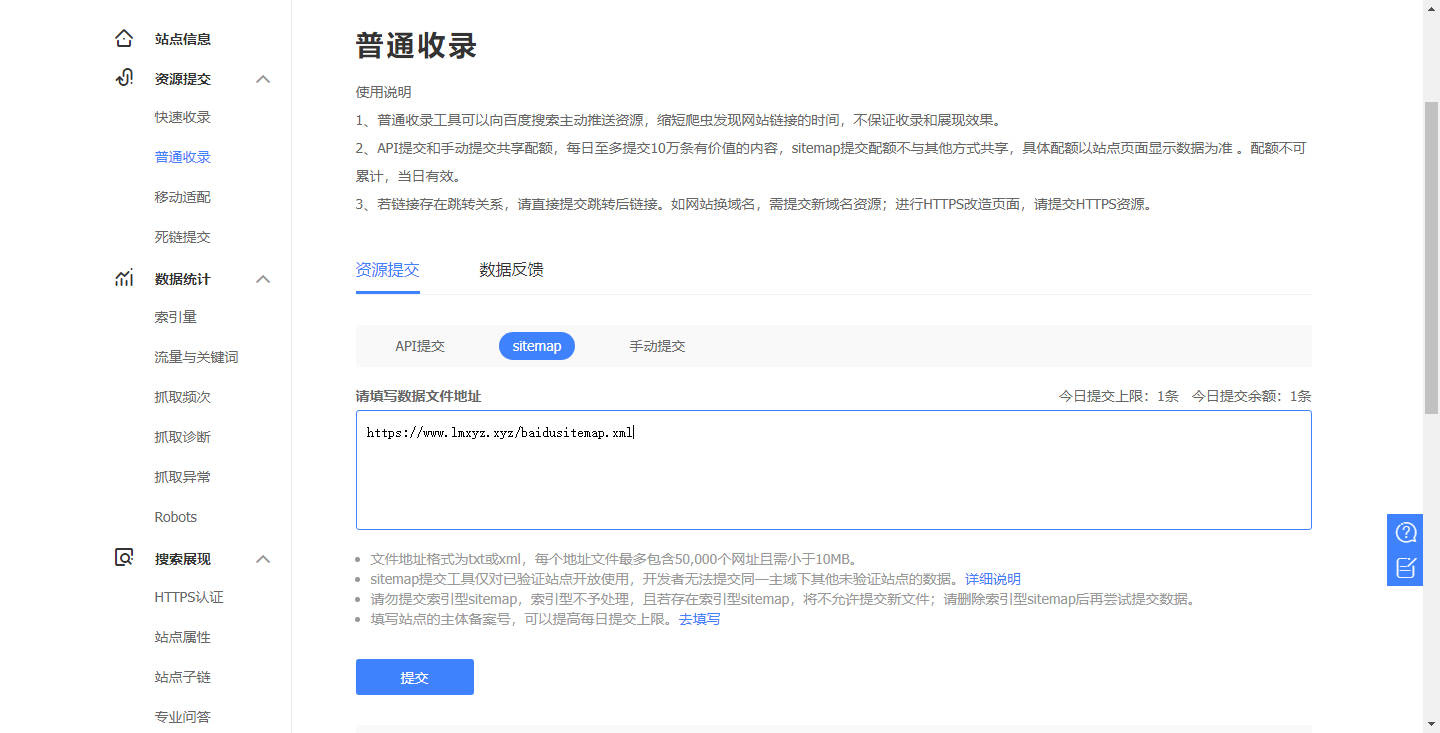 站点信息
资源提交
快速收录
普通收录
移动适配
死链提交
数据统计
索引量
流量与关键词
抓取频次
抓取诊断
抓取异常
Robots
搜索展现
HTTPS认证
站点属性
站点子链
专业问答
普通收录
使用说明
1、普通收录工具可以向百度搜索主动推送资源，缩短爬虫发现网站链接的时间，不保证收录和展现效果。
2、API提交和手动提交共享配额，每日至多提交10万条有价值的内容，sitemap提交配额不与其他方式共享，具体配额以站点页面显示数据为准 。配额不可
累计，当日有效。
3、若链接存在跳转关系，请直接提交跳转后链接。如网站换域名，需提交新域名资源；进行HTTPS改造页面，请提交HTTPS资源。
资源提交 数据反馈
API提交 sitemap 手动提交
请填写数据文件地址 今日提交上限：1条 今日提交余额：1条
https://www.lmxyz.xyz/baidusitemap.xml
文件地址格式为txt或xml，每个地址文件最多包含50,000个网址且需小于10MB。
sitemap提交工具仅对已验证站点开放使用，开发者无法提交同一主域下其他未验证站点的数据。详细说明
请勿提交索引型sitemap，索引型不予处理，且若存在索引型sitemap，将不允许提交新文件；请删除索引型sitemap后再尝试提交数据。
填写站点的主体备案号，可以提高每日提交上限。去填写
提交